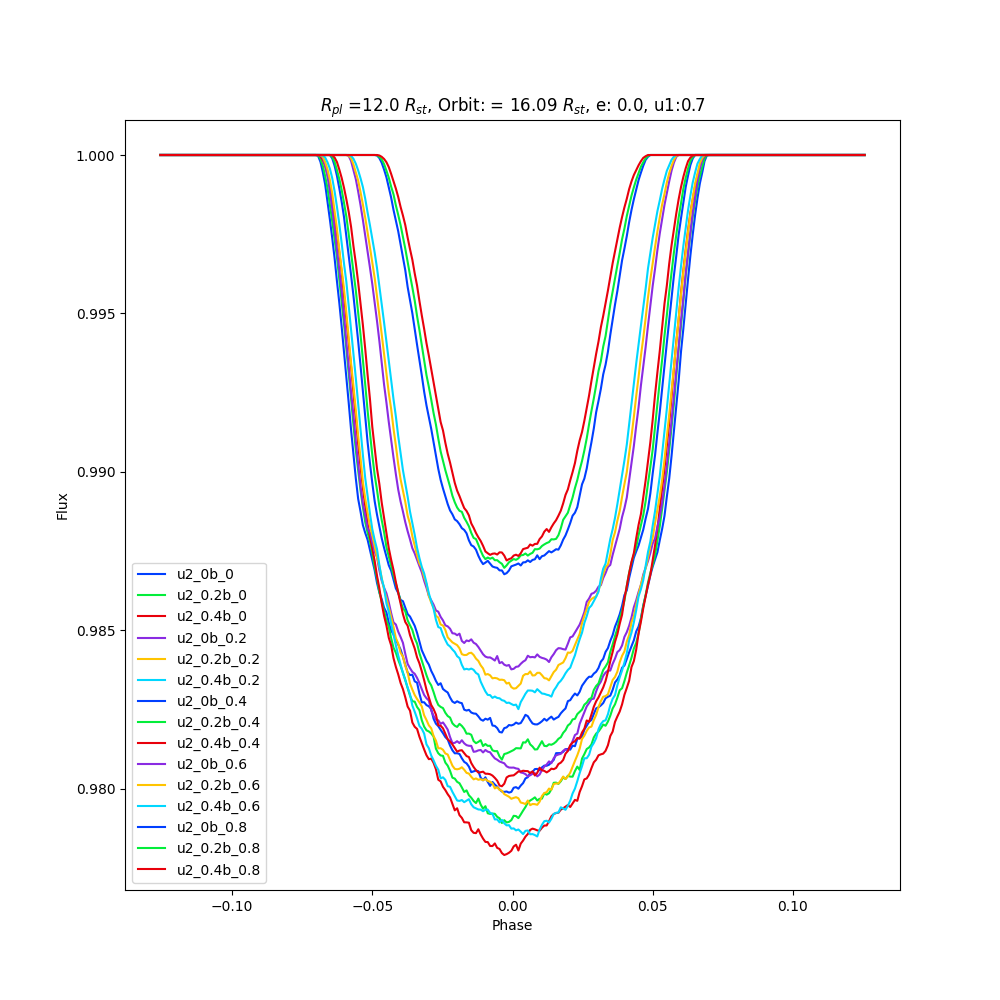 R_pl =12.0 R_st, Orbit: = 16.09 R_st, e: 0.0, u1:0.7
1.000
0.995
0.990
0.985
0.980
Flux
u2_0b_0
u2_0.2b_0
u2_0.4b_0
u2_0b_0.2
u2_0.2b_0.2
u2_0.4b_0.2
u2_0b_0.4
u2_0.2b_0.4
u2_0.4b_0.4
u2_0b_0.6
u2_0.2b_0.6
u2_0.4b_0.6
u2_0b_0.8
u2_0.2b_0.8
u2_0.4b_0.8
−0.10 −0.05 0.00 0.05 0.10
Phase